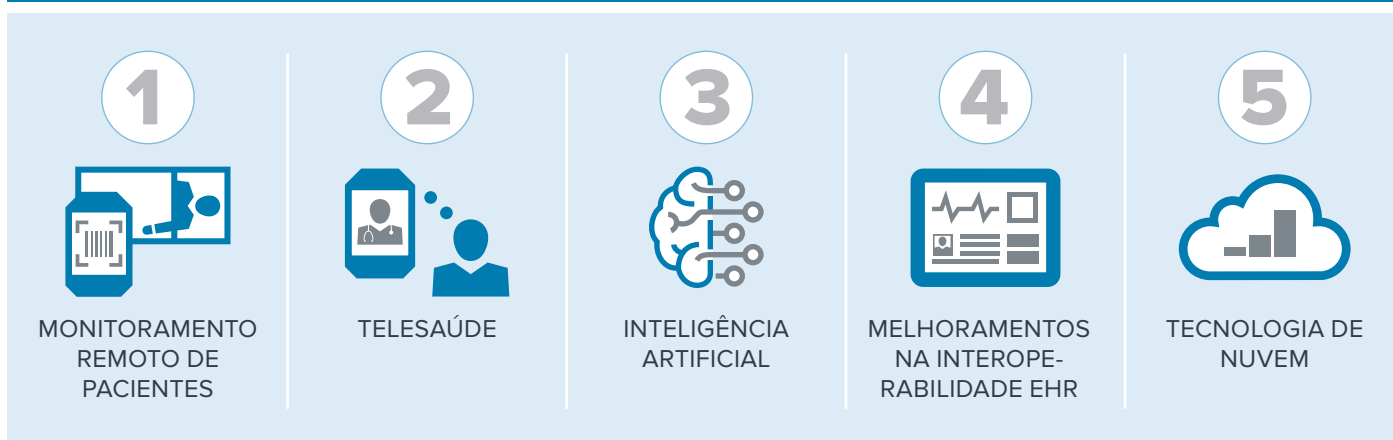 1
MONITORAMENTO
REMOTO DE
PACIENTES
2
TELESAÚDE
3
INTELIGÊNCIA
ARTIFICIAL
4
MELHORAMENTOS
NA INTEROPE-
RABILIDADE EHR
5
TECNOLOGIA DE
NUVEM